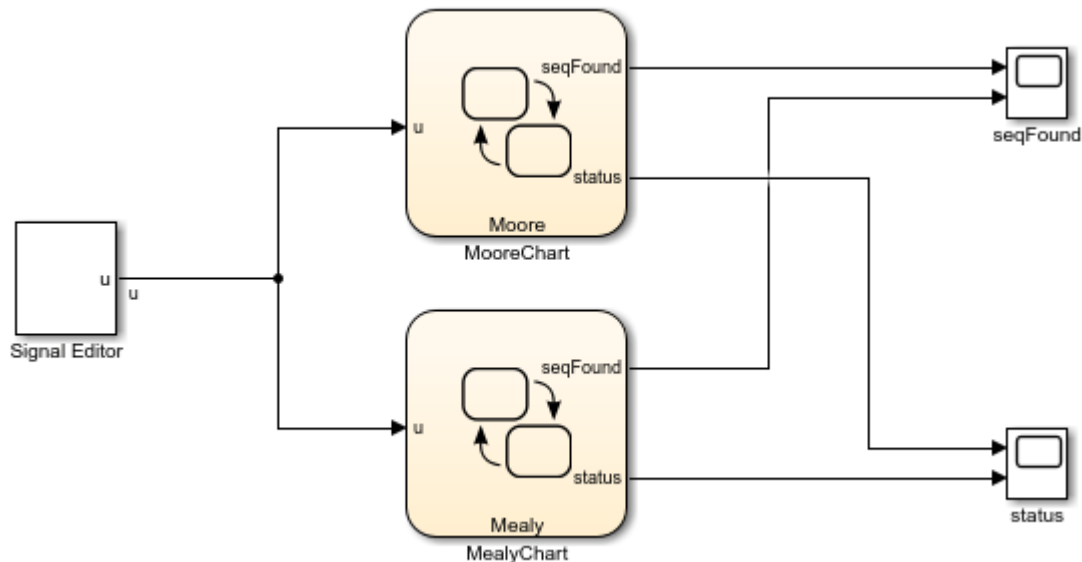 seqFound
u
status
Moore
MooreChart
seqFound
u
u
Signal Editor
seqFound
u
status
Mealy
MealyChart
status